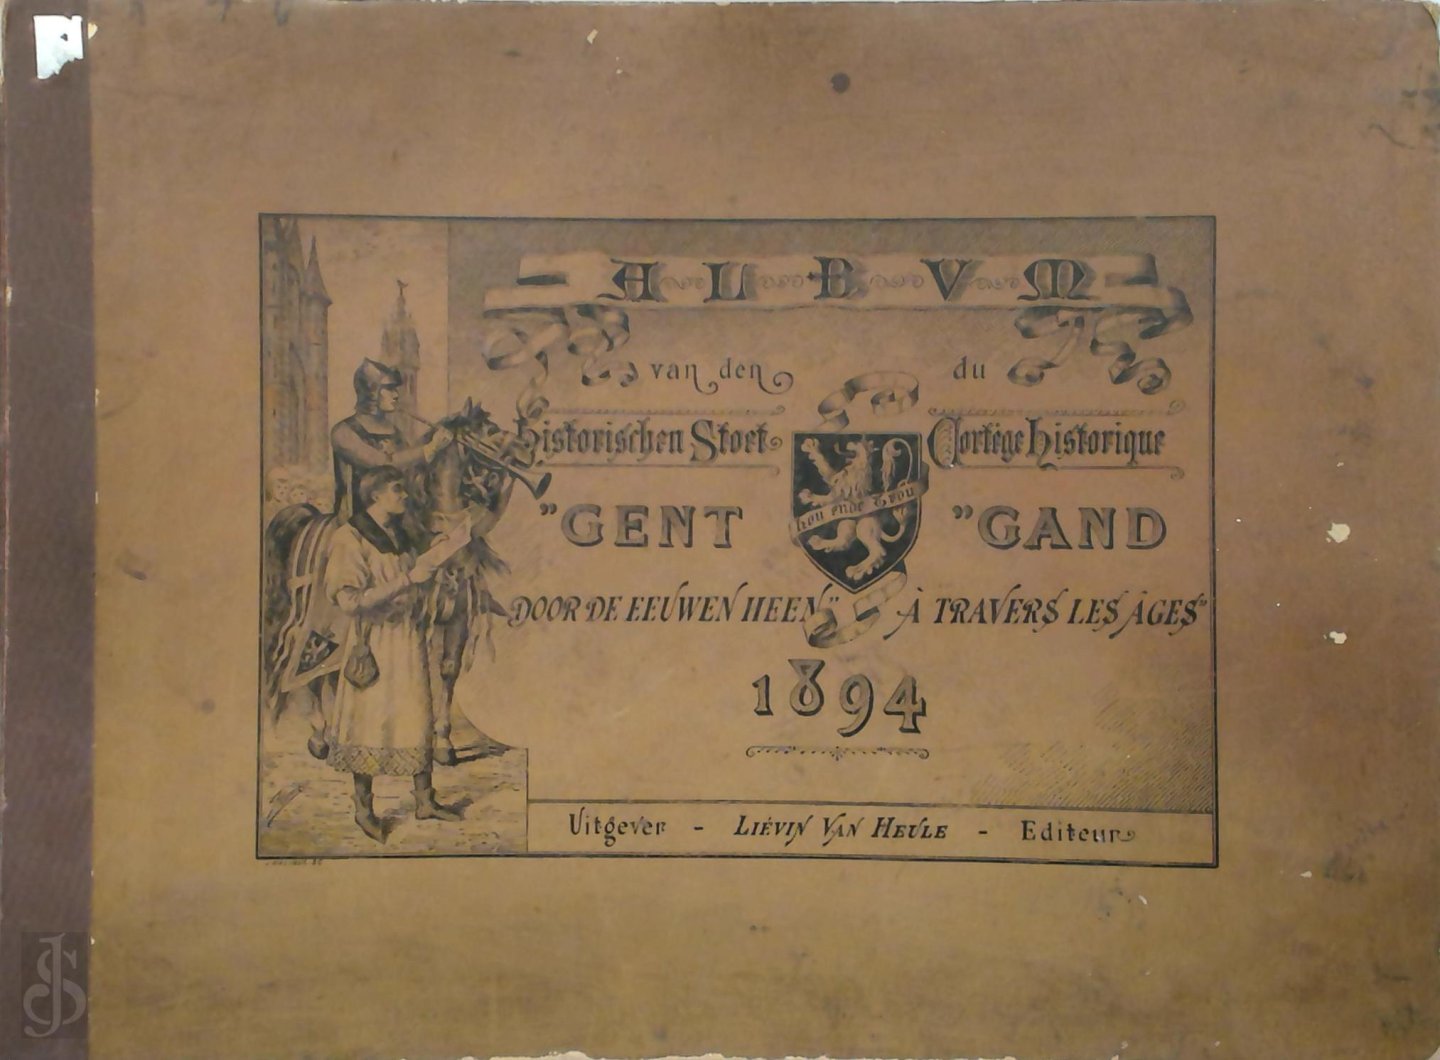 ALBVM
van den
Historischen Stoet
"GENT
DOOR DE EEUWEN HEEN"
du
Cortège Historique
"GAND
À TRAVERS LES ÂGES"
Hou ende Trou
1894
Uitgever - LIÉVIN VAN HEULE - Editeur
JS